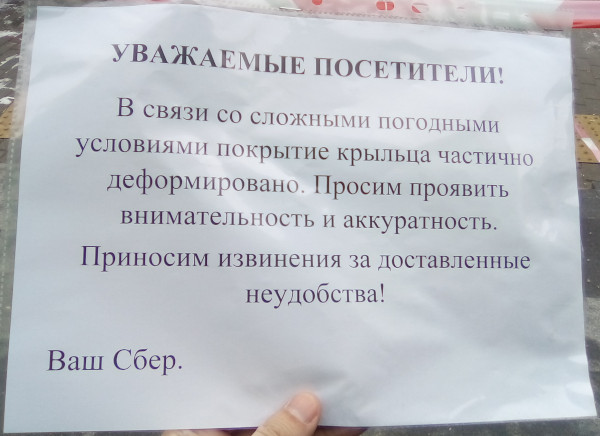 УВАЖАЕМЫЕ ПОСЕТИТЕЛИ!
В связи со сложными погодными
условиями покрытие крыльца частично
деформировано. Просим проявить
внимательность и аккуратность.
Приносим извинения за доставленные
неудобства!
Ваш Сбер.